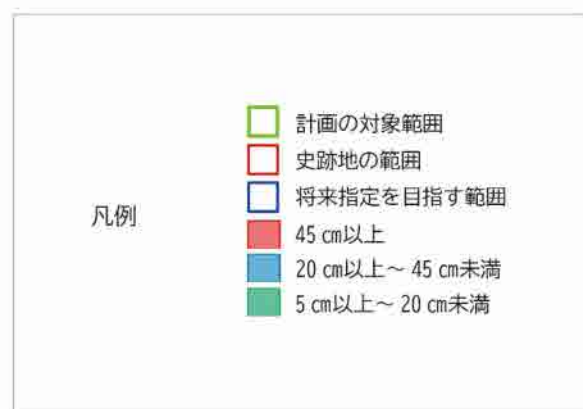 計画の対象範囲
史跡地の範囲
将来指定を目指す範囲
凡例
45 ㎝以上
20 ㎝以上～ 45 ㎝未満
5 ㎝以上～ 20 ㎝未満